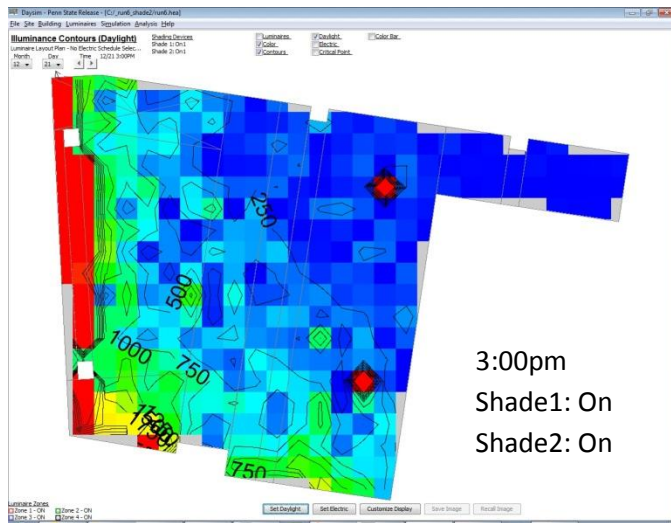 Daysim - Penn State Release - [C:/_run6_shade2/run6.hea]
File Site Building Luminaires Simulation Analysis Help
Illuminance Contours (Daylight)
Luminaire Layout Plan - No Electric Schedule Selec...
Month Day Time 12/21 3:00PM
12 21
Shading Devices
Shade 1: On1
Shade 2: On1
Luminaires Daylight Color Bar
Color Electric
Contours Critical Point
250
500
1000
750
750
3:00pm
Shade1: On
Shade2: On
Luminaire Zones
Zone 1 - ON Zone 2 - ON
Zone 3 - ON Zone 4 - ON
Set Daylight Set Electric Customize Display Save Image Recall Image